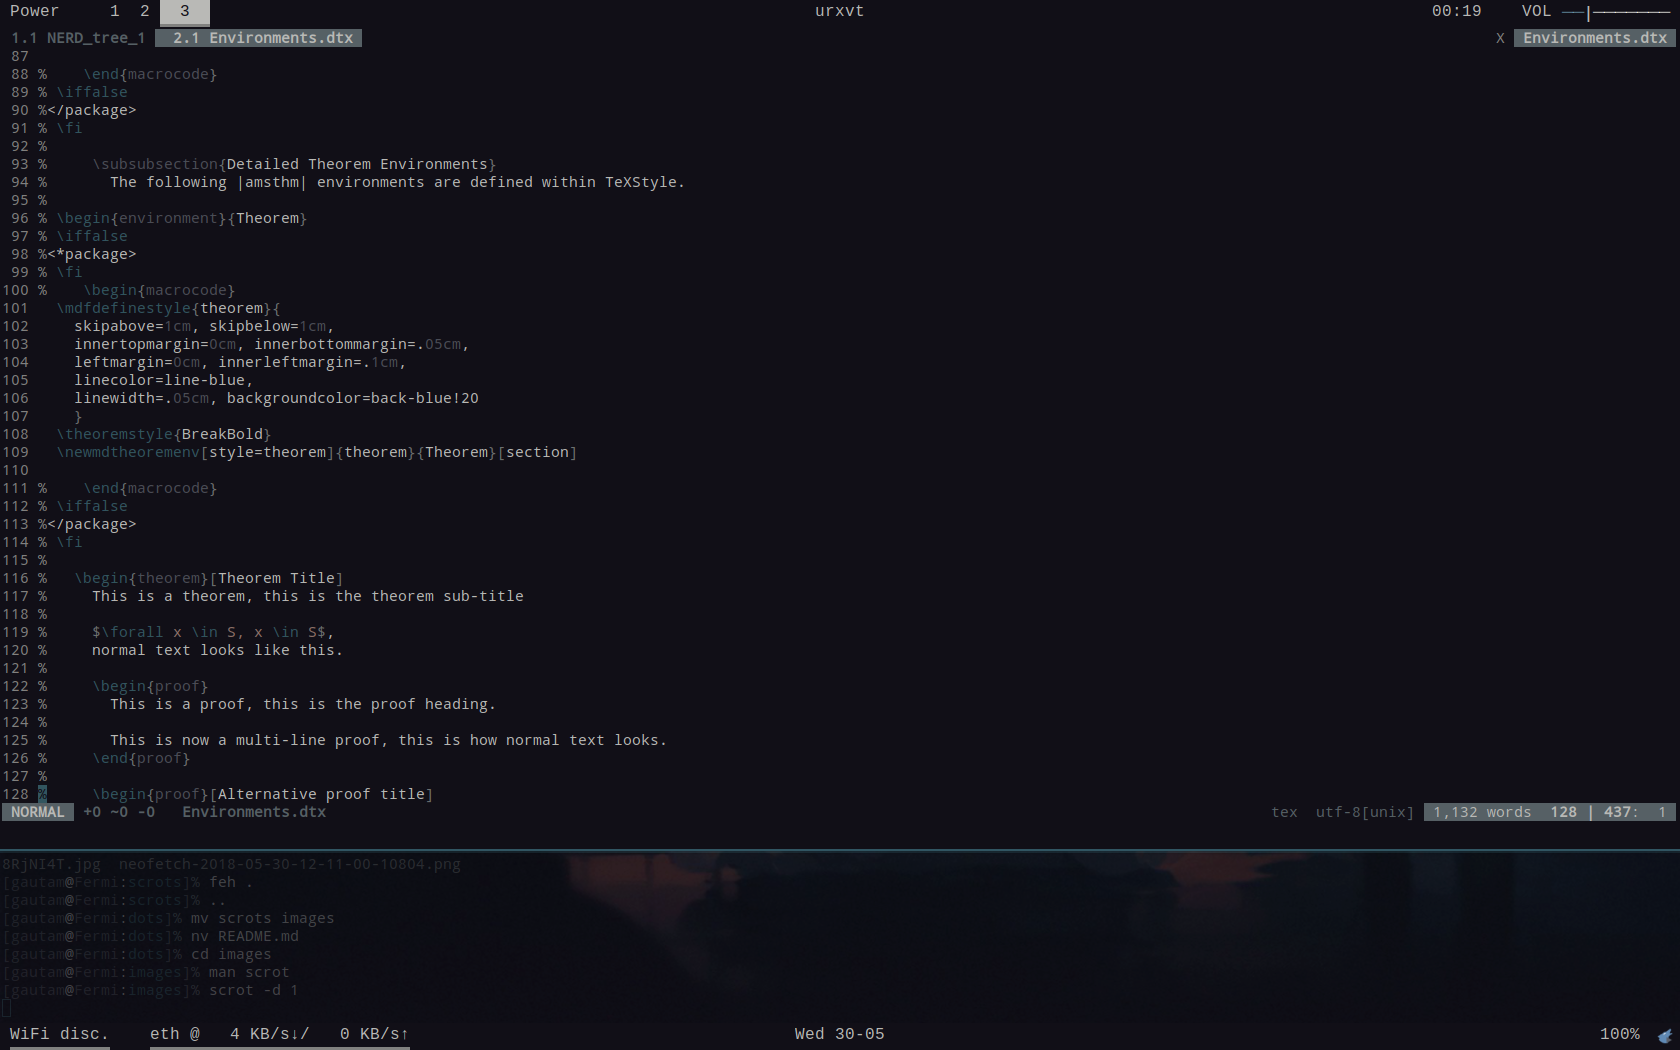 Power 1 2 3 urxvt 00:19 VOL
1.1 NERD_tree_1 2.1 Environments.dtx X Environments.dtx
87
88 %    \end{macrocode}
89 % \iffalse
90 %</package>
91 % \fi
92 %
93 %     \subsubsection{Detailed Theorem Environments}
94 %       The following |amsthm| environments are defined within TeXStyle.
95 %
96 % \begin{environment}{Theorem}
97 % \iffalse
98 %<*package>
99 % \fi
100 %    \begin{macrocode}
101   \mdfdefinestyle{theorem}{
102     skipabove=1cm, skipbelow=1cm,
103     innertopmargin=0cm, innerbottommargin=.05cm,
104     leftmargin=0cm, innerleftmargin=.1cm,
105     linecolor=line-blue,
106     linewidth=.05cm, backgroundcolor=back-blue!20
107     }
108   \theoremstyle{BreakBold}
109   \newmdtheoremenv[style=theorem]{theorem}{Theorem}[section]
110
111 %    \end{macrocode}
112 % \iffalse
113 %</package>
114 % \fi
115 %
116 %   \begin{theorem}[Theorem Title]
117 %     This is a theorem, this is the theorem sub-title
118 %
119 %     $\forall x \in S, x \in S$,
120 %     normal text looks like this.
121 %
122 %     \begin{proof}
123 %       This is a proof, this is the proof heading.
124 %
125 %       This is now a multi-line proof, this is how normal text looks.
126 %     \end{proof}
127 %
128 %     \begin{proof}[Alternative proof title]
NORMAL +0 ~0 -0 Environments.dtx tex utf-8[unix] 1,132 words 128 | 437: 1
8RjNI4T.jpg  neofetch-2018-05-30-12-11-00-10804.png
[gautam@Fermi:scrots]% feh .
[gautam@Fermi:scrots]% ..
[gautam@Fermi:dots]% mv scrots images
[gautam@Fermi:dots]% nv README.md
[gautam@Fermi:dots]% cd images
[gautam@Fermi:images]% man scrot
[gautam@Fermi:images]% scrot -d 1
WiFi disc. eth @ 4 KB/s↓/ 0 KB/s↑ Wed 30-05 100%